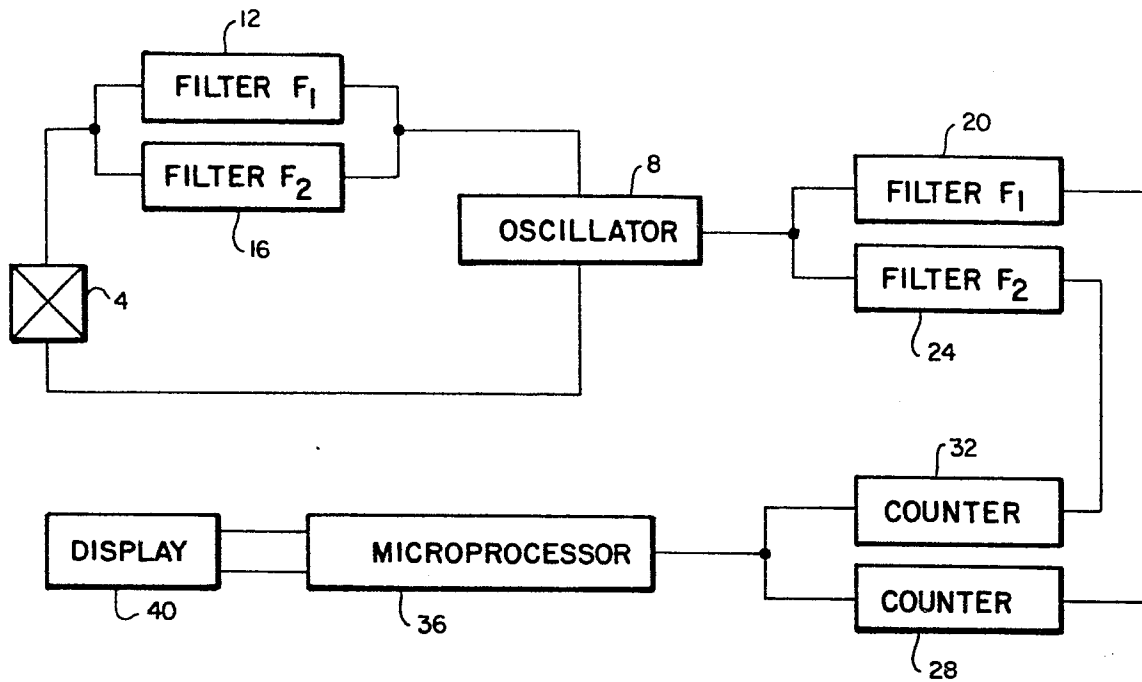 12
FILTER F1
FILTER F2
16
4
8
OSCILLATOR
20
FILTER F1
FILTER F2
24
32
COUNTER
COUNTER
28
MICROPROCESSOR
36
DISPLAY
40